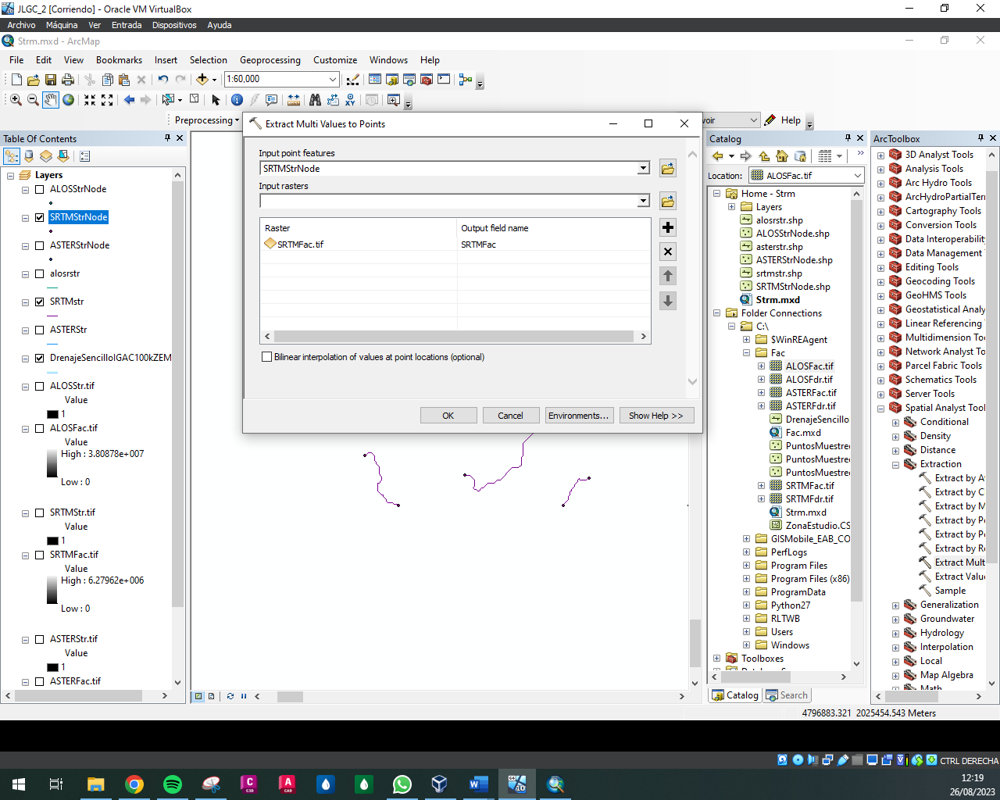 JLGC_2 [Corriendo] - Oracle VM VirtualBox
Archivo Máquina Ver Entrada Dispositivos Ayuda
Strm.mxd - ArcMap
File Edit View Bookmarks Insert Selection Geoprocessing Customize Windows Help
1:60,000
Preprocessing
Help
Table Of Contents
Layers
ALOSStrNode
SRTMStrNode
ASTERStrNode
alosrstr
SRTMstr
ASTERStr
DrenajeSencilloIGAC100kZEM
ALOSStr.tif
Value
1
ALOSFac.tif
Value
High : 3.80878e+007
Low : 0
SRTMStr.tif
Value
1
SRTMFac.tif
Value
High : 6.27962e+006
Low : 0
ASTERStr.tif
Value
1
ASTERFac.tif
Extract Multi Values to Points
Input point features
SRTMStrNode
Input rasters
Raster Output field name
SRTMFac.tif SRTMFac
Bilinear interpolation of values at point locations (optional)
OK Cancel Environments... Show Help >>
Catalog
Location: ALOSFac.tif
Home - Strm
Layers
alosrstr.shp
ALOSStrNode.shp
asterstr.shp
ASTERStrNode.shp
srtmstr.shp
SRTMStrNode.shp
Strm.mxd
Folder Connections
C:\
$WinREAgent
Fac
ALOSFac.tif
ALOSFdr.tif
ASTERFac.tif
ASTERFdr.tif
DrenajeSencillo
Fac.mxd
PuntosMuestre
PuntosMuestre
PuntosMuestre
SRTMFac.tif
SRTMFdr.tif
Strm.mxd
ZonaEstudio.CS
GISMobile_EAB_CO
PerfLogs
Program Files
Program Files (x86)
ProgramData
Python27
RLTWB
Users
Windows
Toolboxes
Catalog Search
ArcToolbox
3D Analyst Tools
Analysis Tools
Arc Hydro Tools
ArcHydroPartialTer
Cartography Tools
Conversion Tools
Data Interoperabilit
Data Management
Editing Tools
Geocoding Tools
GeoHMS Tools
Geostatistical Analy
Linear Referencing
Multidimension Too
Network Analyst To
Parcel Fabric Tools
Schematics Tools
Server Tools
Spatial Analyst Tool
Conditional
Density
Distance
Extraction
Extract by A
Extract by C
Extract by M
Extract by P
Extract by P
Extract by R
Extract Mult
Extract Value
Sample
Generalization
Groundwater
Hydrology
Interpolation
Local
Map Algebra
Math
4796883.321 2025454.543 Meters
CTRL DERECHA
12:19
26/08/2023